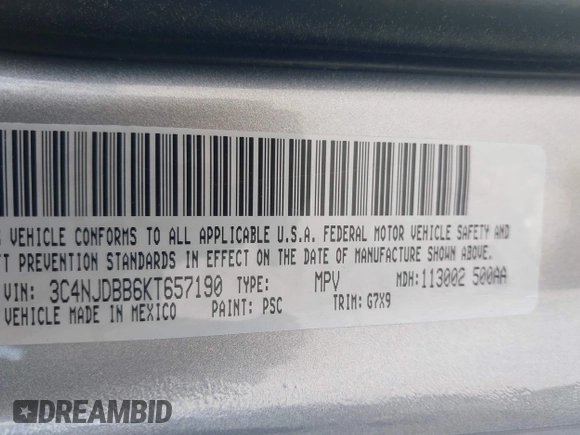 VEHICLE CONFORMS TO ALL APPLICABLE U.S.A. FEDERAL MOTOR VEHICLE SAFETY AND
PREVENTION STANDARDS IN EFFECT ON THE DATE OF MANUFACTURE SHOWN ABOVE.
VIN: 3C4NJDBB6KT657190 TYPE: MPV MDH: 113002 500AA
VEHICLE MADE IN MEXICO PAINT: PSC TRIM: G7X9
DREAMBID